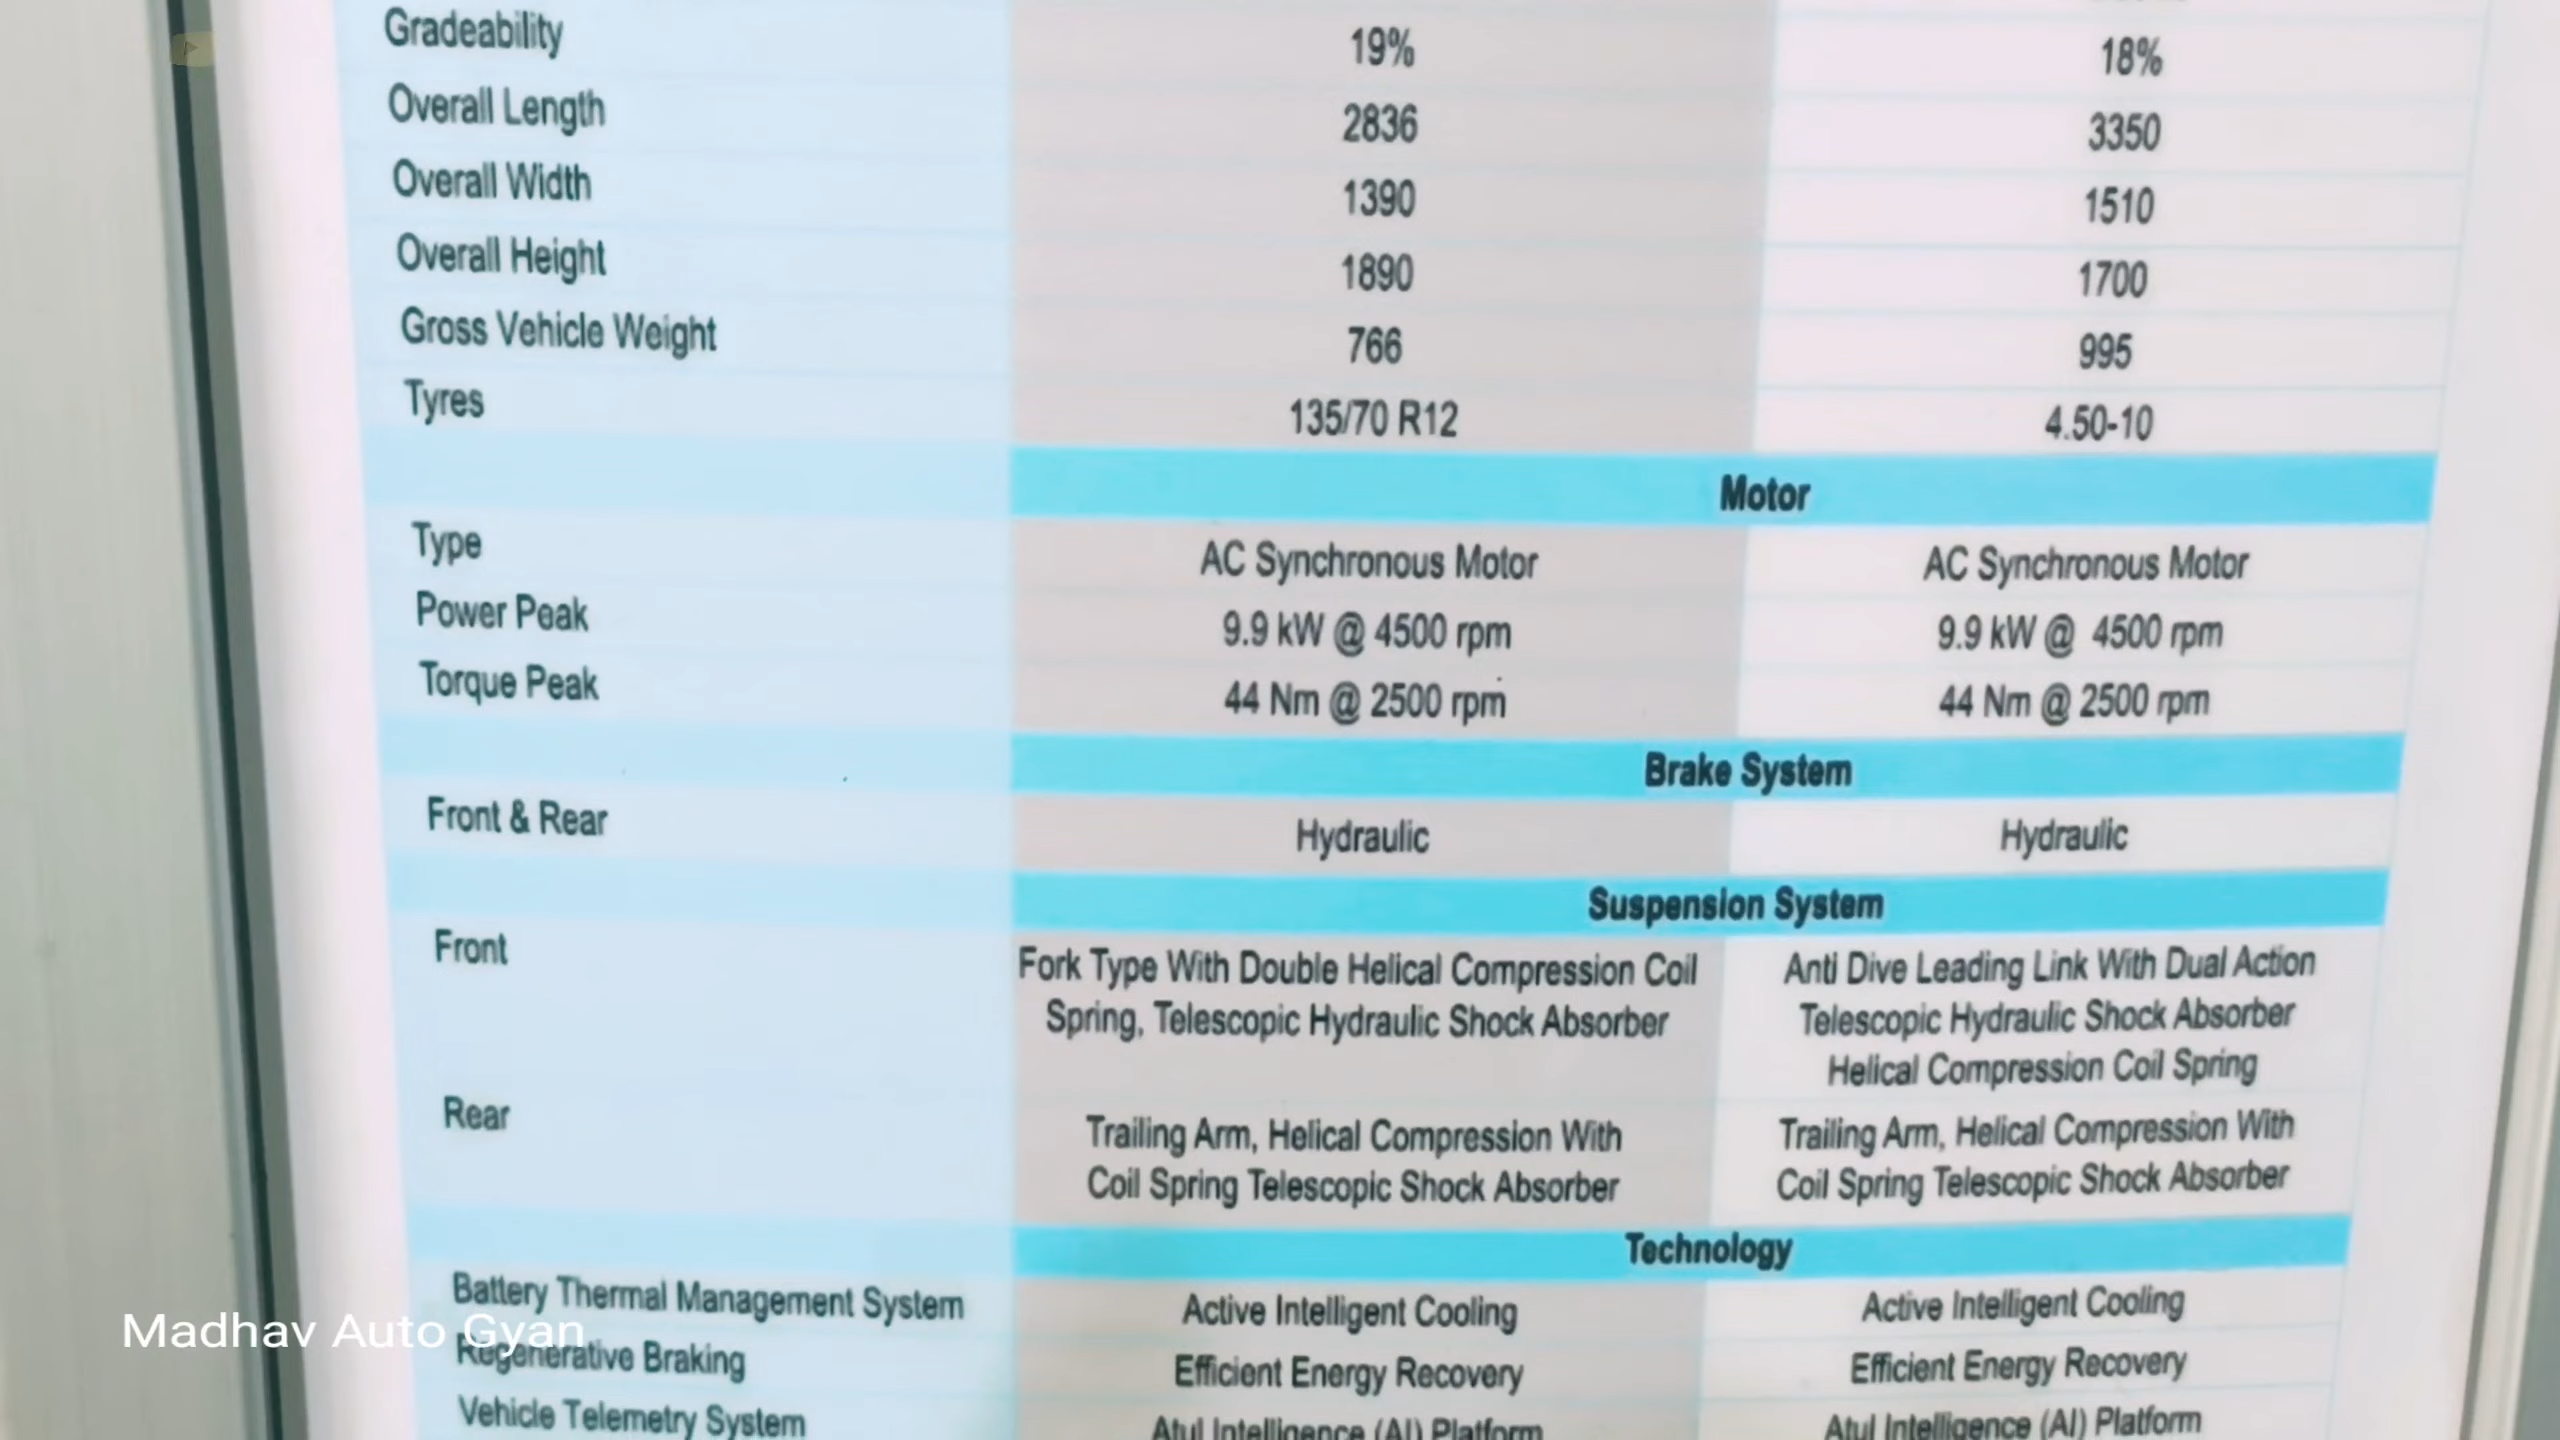 Gradeability 19% 18%
Overall Length 2836 3350
Overall Width 1390 1510
Overall Height 1890 1700
Gross Vehicle Weight 766 995
Tyres 135/70 R12 4.50-10
Motor
Type AC Synchronous Motor AC Synchronous Motor
Power Peak 9.9 kW @ 4500 rpm 9.9 kW @ 4500 rpm
Torque Peak 44 Nm @ 2500 rpm 44 Nm @ 2500 rpm
Brake System
Front & Rear Hydraulic Hydraulic
Suspension System
Front Fork Type With Double Helical Compression Coil Anti Dive Leading Link With Dual Action
Spring, Telescopic Hydraulic Shock Absorber Telescopic Hydraulic Shock Absorber
Helical Compression Coil Spring
Rear Trailing Arm, Helical Compression With Trailing Arm, Helical Compression With
Coil Spring Telescopic Shock Absorber Coil Spring Telescopic Shock Absorber
Technology
Battery Thermal Management System Active Intelligent Cooling Active Intelligent Cooling
Madhav Auto Gyan
Regenerative Braking Efficient Energy Recovery Efficient Energy Recovery
Vehicle Telemetry System Atul Intelligence (AI) Platform Atul Intelligence (AI) Platform